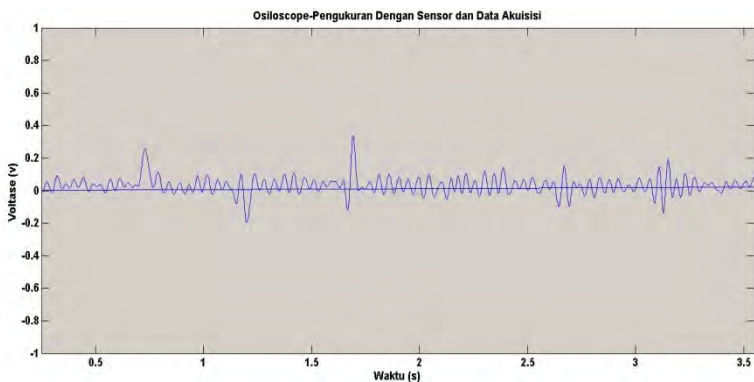 Osiloscope-Pengukuran Dengan Sensor dan Data Akuisisi
1
0.8
0.6
0.4
0.2
0
-0.2
-0.4
-0.6
-0.8
-1
Voltase (v)
0.5 1 1.5 2 2.5 3 3.5
Waktu (s)